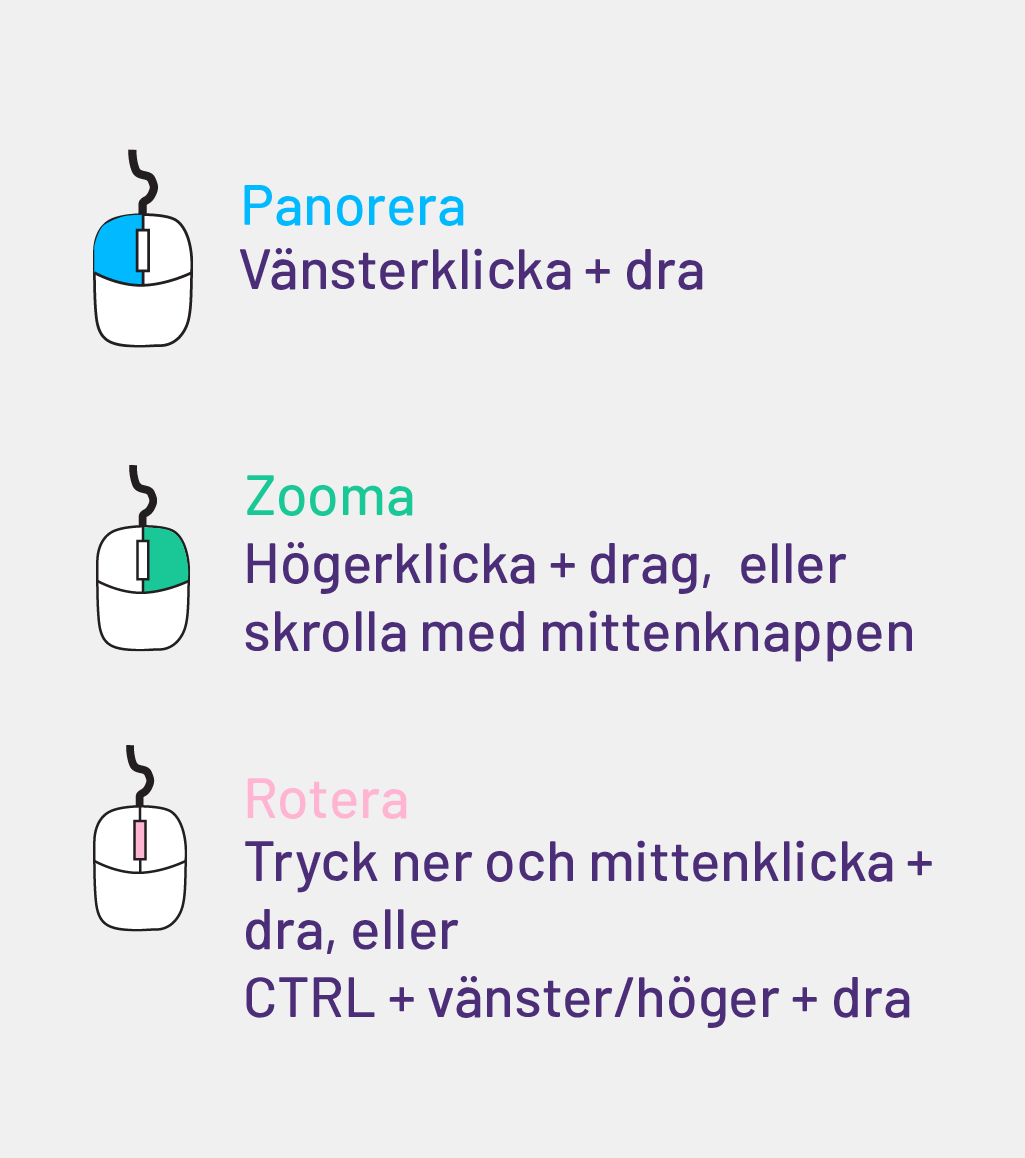 Panorera
Vänsterklicka + dra
Zooma
Högerklicka + drag,  eller
skrolla med mittenknappen
Rotera
Tryck ner och mittenklicka +
dra, eller
CTRL + vänster/höger + dra